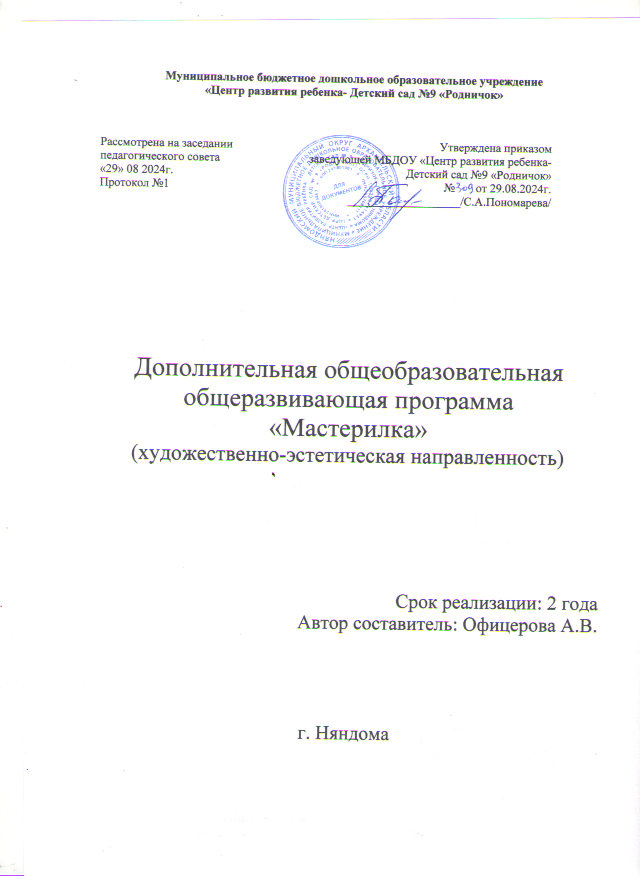 Муниципальное бюджетное дошкольное образовательное учреждение
«Центр развития ребенка- Детский сад №9 «Родничок»
Рассмотрена на заседании
педагогического совета
«29» 08 2024г.
Протокол №1
Утверждена приказом
заведующей МБДОУ «Центр развития ребенка-
Детский сад №9 «Родничок»
№309 от 29.08.2024г.
/С.А.Пономарева/
ДЛЯ
ДОКУМЕНТОВ
Дополнительная общеобразовательная
общеразвивающая программа
«Мастерилка»
(художественно-эстетическая направленность)
Срок реализации: 2 года
Автор составитель: Офицерова А.В.
г. Няндома